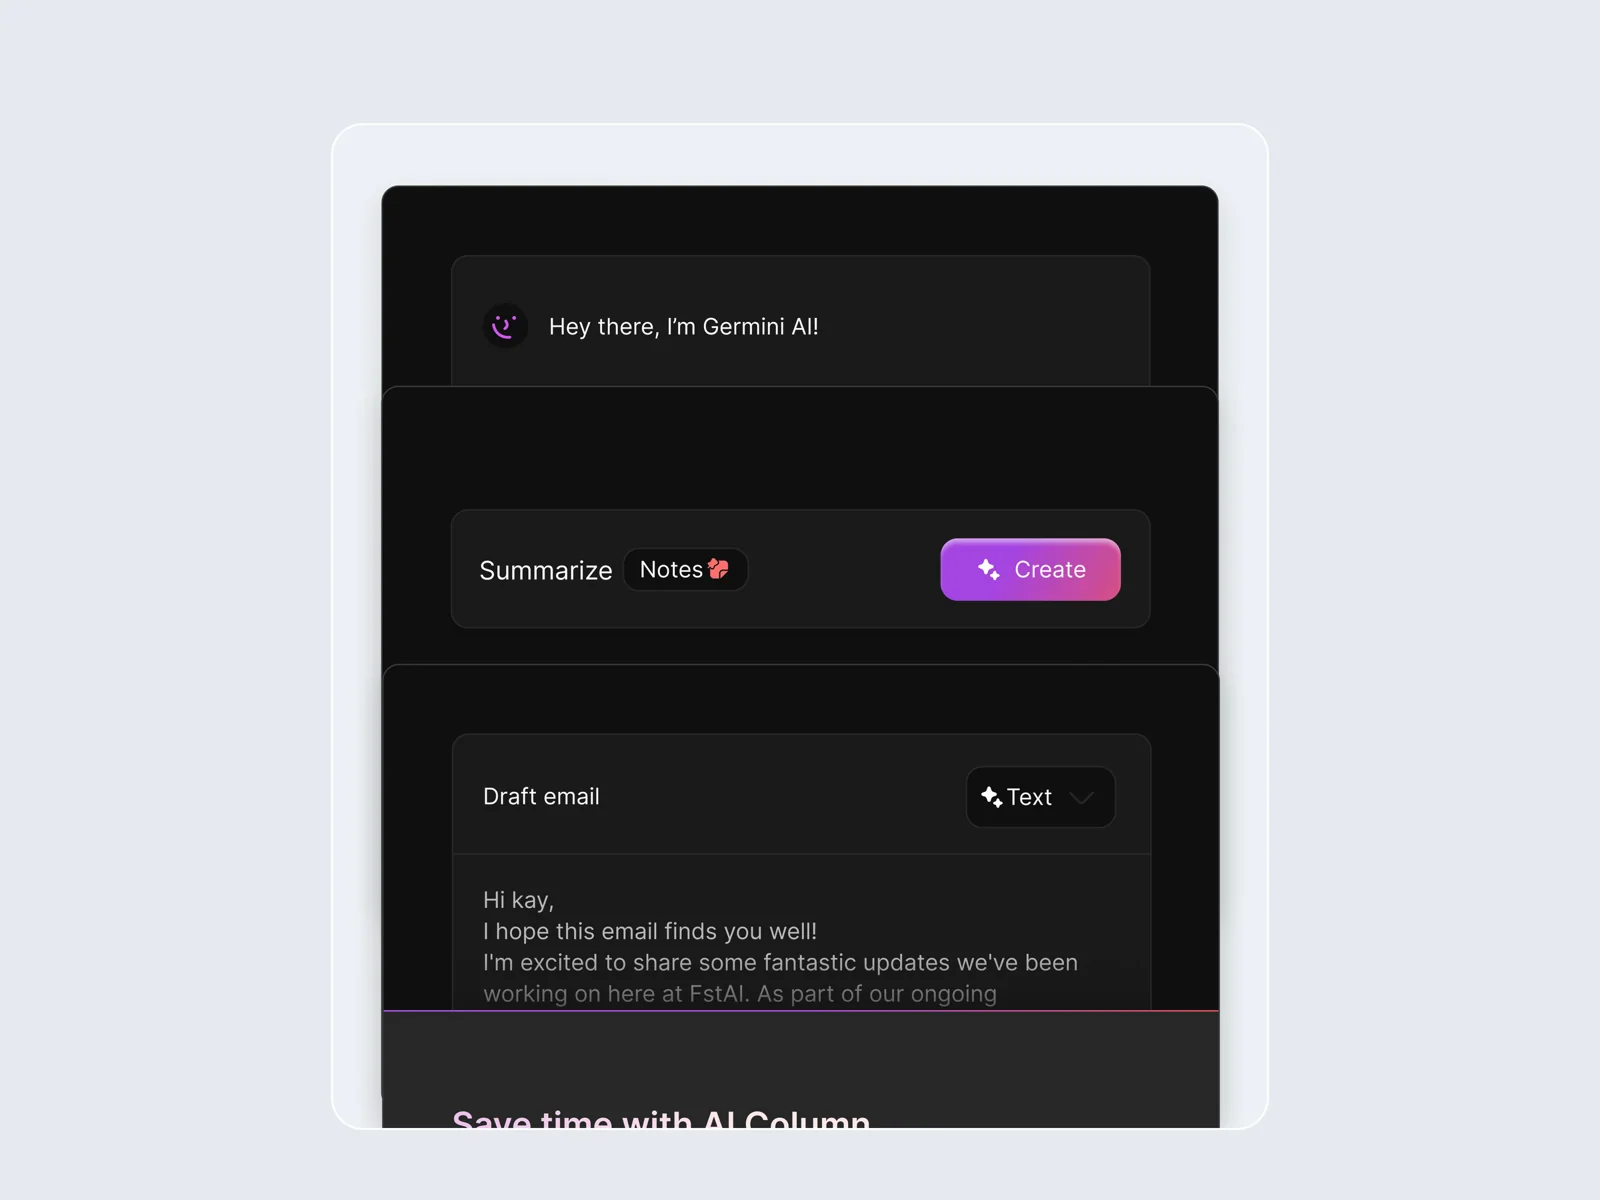 Hey there, I’m Germini AI!
Summarize Notes
Create
Draft email
Text
Hi kay,
I hope this email finds you well!
I'm excited to share some fantastic updates we've been
working on here at FstAI. As part of our ongoing
Save time with AI Column